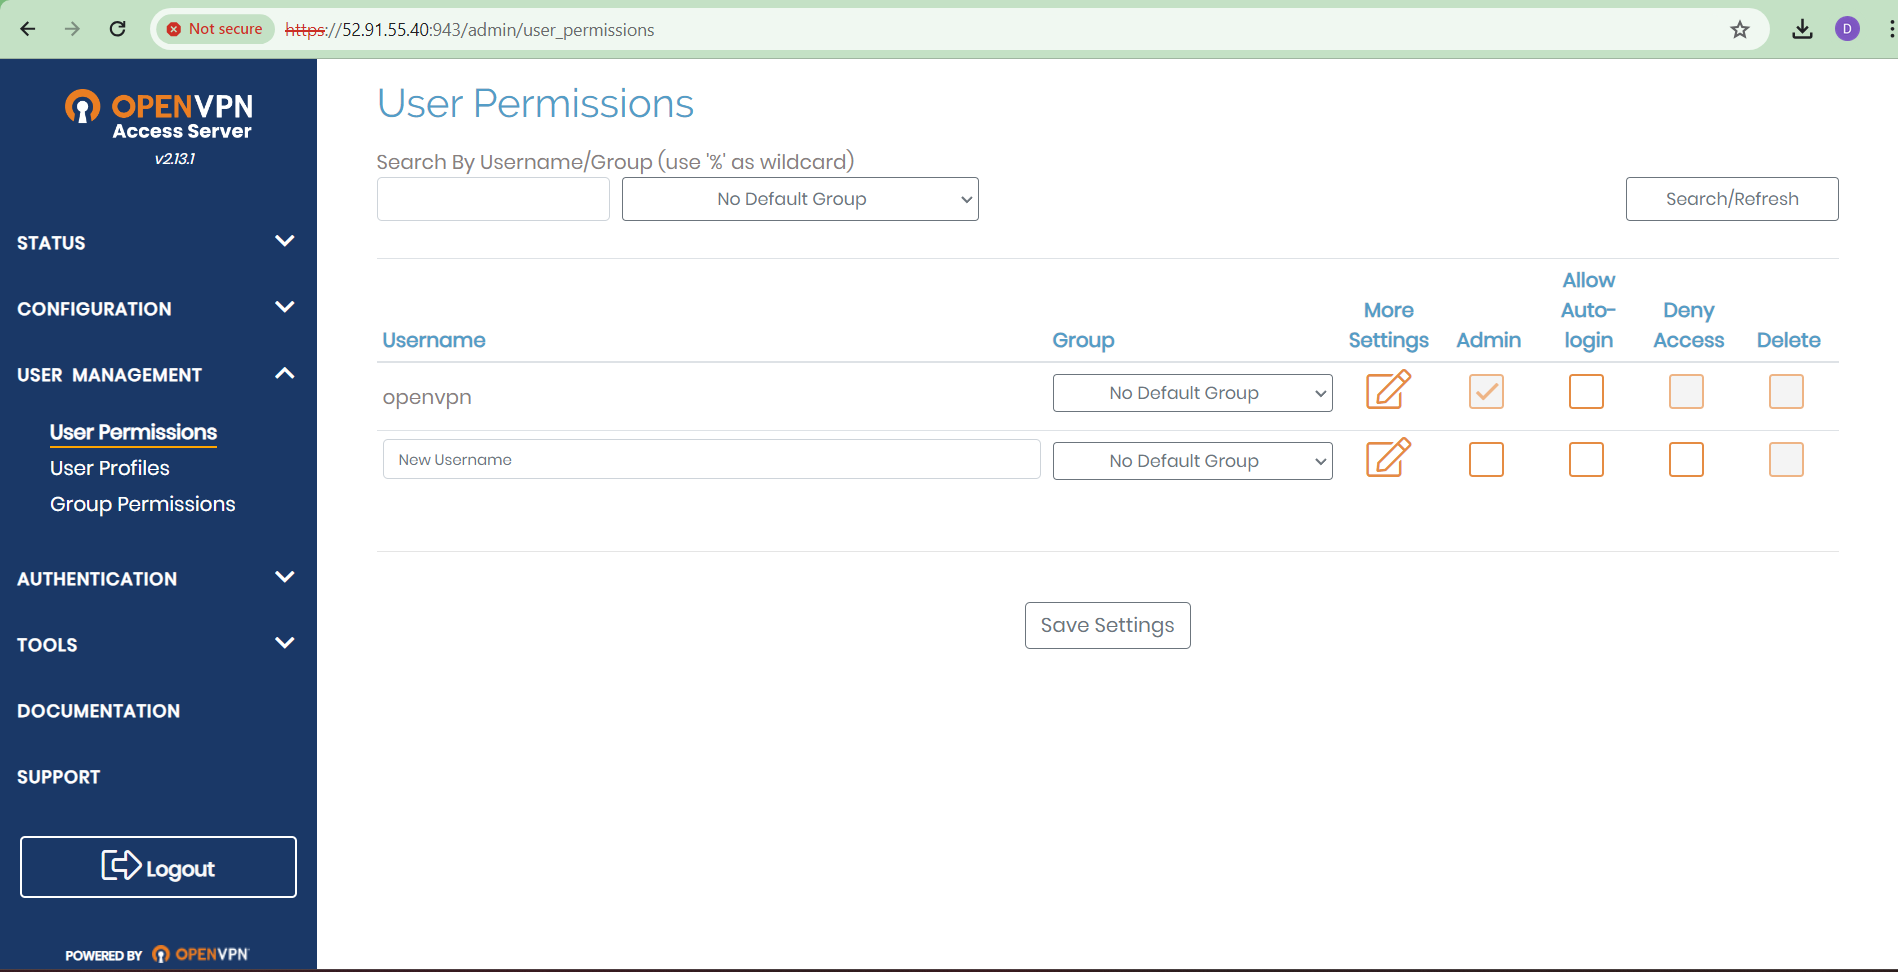 Not secure
https://52.91.55.40:943/admin/user_permissions
D
OPENVPN
Access Server
v2.13.1
STATUS
CONFIGURATION
USER MANAGEMENT
User Permissions
User Profiles
Group Permissions
AUTHENTICATION
TOOLS
DOCUMENTATION
SUPPORT
Logout
POWERED BY OPENVPN
User Permissions
Search By Username/Group (use '%' as wildcard)
No Default Group
Search/Refresh
Username
Group
More
Settings
Admin
Allow
Auto-
login
Deny
Access
Delete
openvpn
No Default Group
New Username
No Default Group
Save Settings